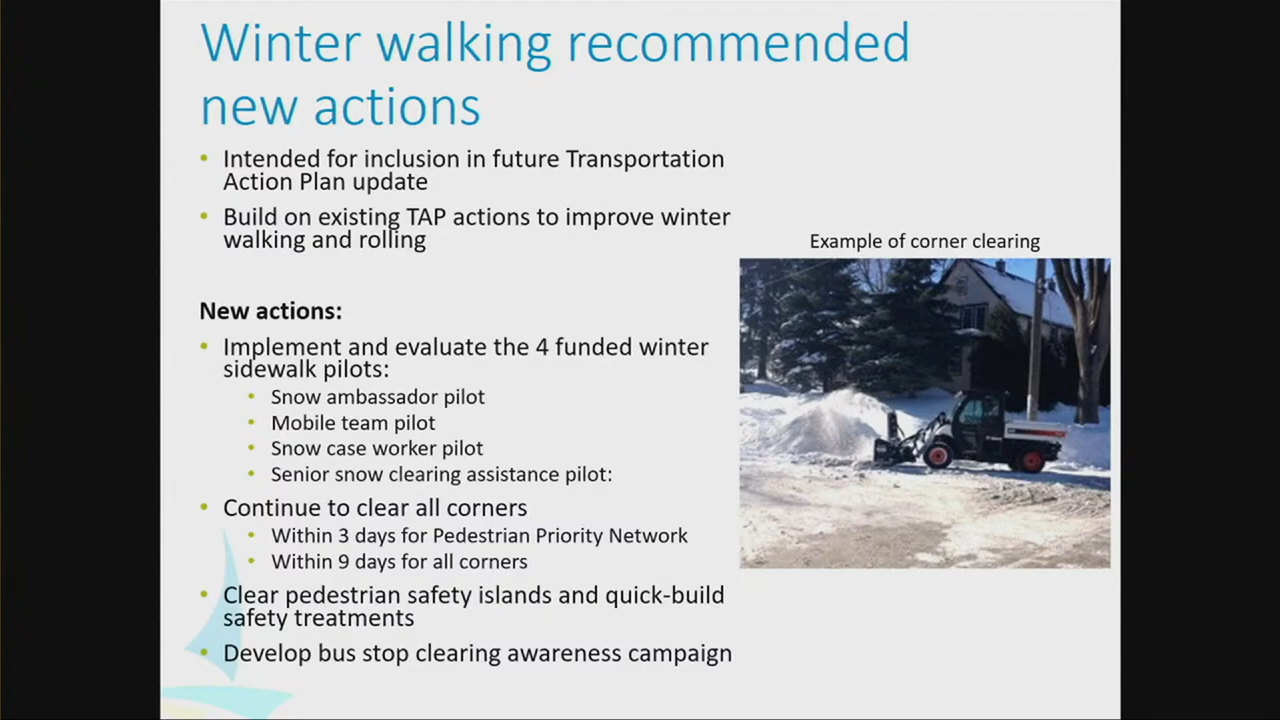 Winter walking recommended
new actions
• Intended for inclusion in future Transportation
Action Plan update
• Build on existing TAP actions to improve winter
walking and rolling
Example of corner clearing
New actions:
• Implement and evaluate the 4 funded winter
sidewalk pilots:
• Snow ambassador pilot
• Mobile team pilot
• Snow case worker pilot
• Senior snow clearing assistance pilot:
• Continue to clear all corners
• Within 3 days for Pedestrian Priority Network
• Within 9 days for all corners
• Clear pedestrian safety islands and quick-build
safety treatments
• Develop bus stop clearing awareness campaign